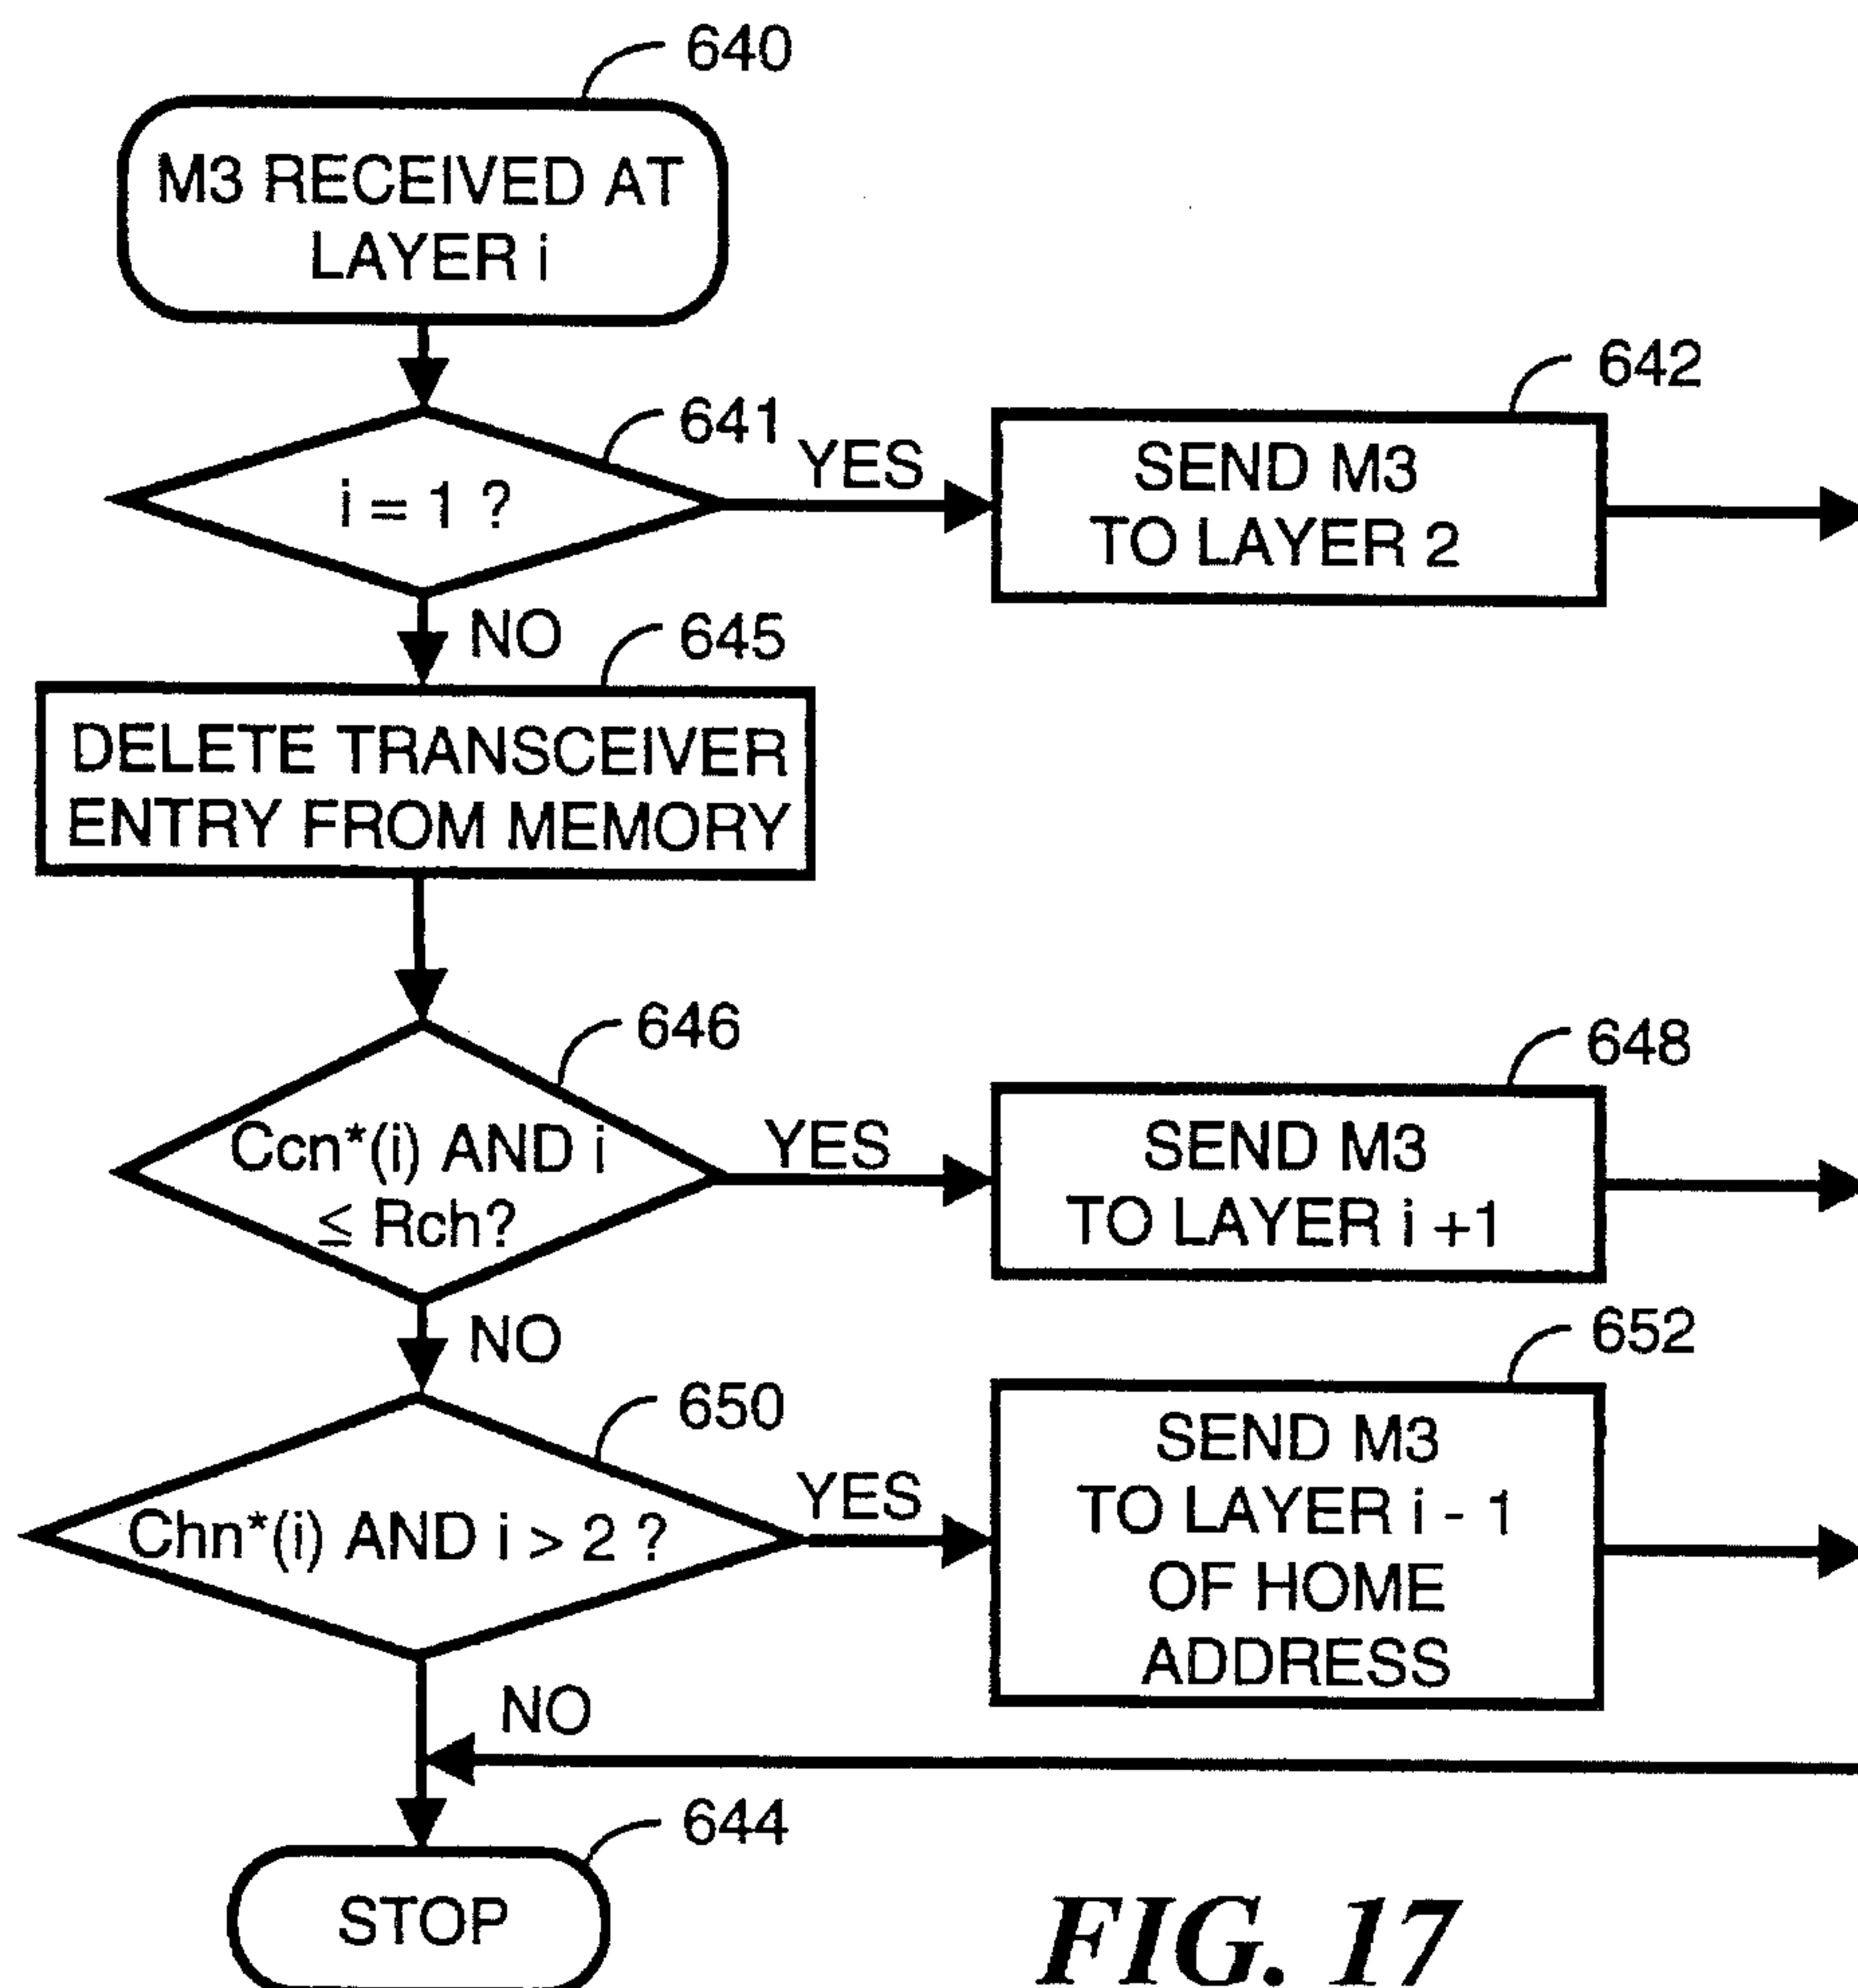 640
M3 RECEIVED AT
LAYER i
641
i = 1 ?
YES
642
SEND M3
TO LAYER 2
NO
645
DELETE TRANSCEIVER
ENTRY FROM MEMORY
646
Ccn*(i) AND i
≤ Rch?
YES
648
SEND M3
TO LAYER i +1
NO
650
Chn*(i) AND i > 2 ?
YES
652
SEND M3
TO LAYER i - 1
OF HOME
ADDRESS
NO
644
STOP
FIG. 17